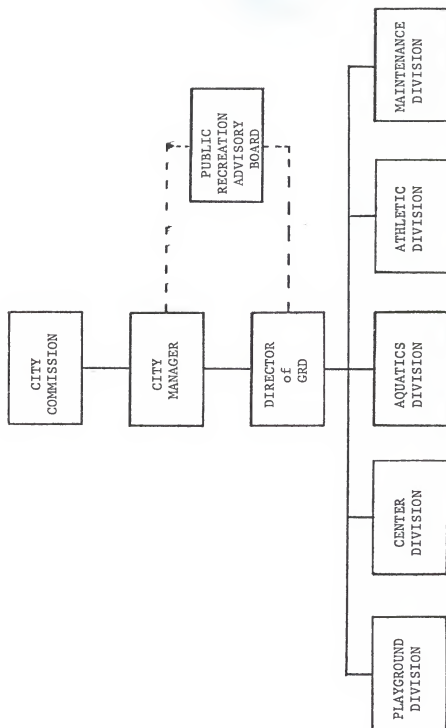 CITY
COMMISSION
CITY
MANAGER
PUBLIC
RECREATION
ADVISORY
BOARD
DIRECTOR
of
GRD
PLAYGROUND
DIVISION
CENTER
DIVISION
AQUATICS
DIVISION
ATHLETIC
DIVISION
MAINTENANCE
DIVISION